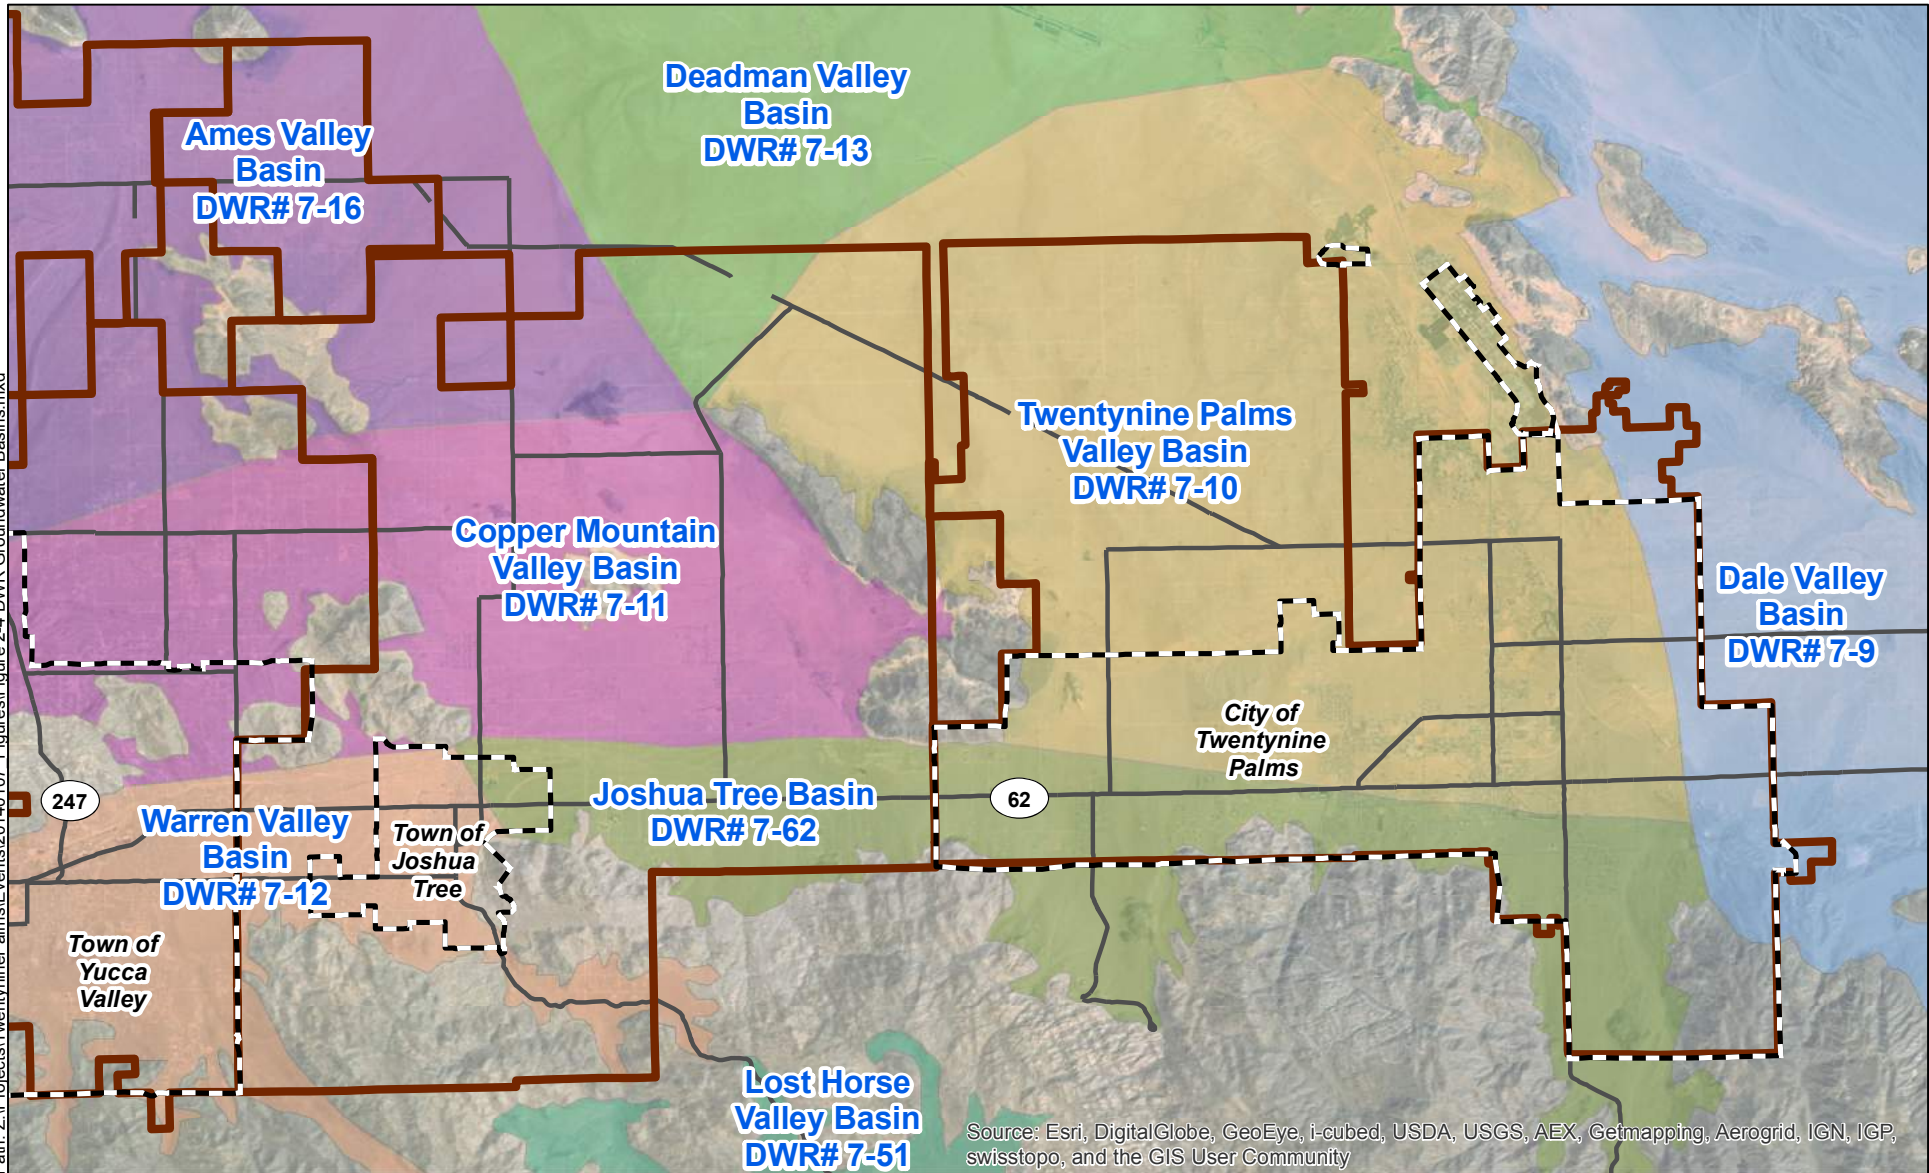 Deadman Valley
Basin
DWR# 7-13
Ames Valley
Basin
DWR# 7-16
Twentynine Palms
Valley Basin
DWR# 7-10
Copper Mountain
Valley Basin
DWR# 7-11
Dale Valley
Basin
DWR# 7-9
City of
Twentynine
Palms
247
62
Joshua Tree Basin
DWR# 7-62
Warren Valley
Basin
DWR# 7-12
Town of
Joshua
Tree
Town of
Yucca
Valley
Lost Horse
Valley Basin
DWR# 7-51
Source: Esri, DigitalGlobe, GeoEye, i-cubed, USDA, USGS, AEX, Getmapping, Aerogrid, IGN, IGP,
swisstopo, and the GIS User Community